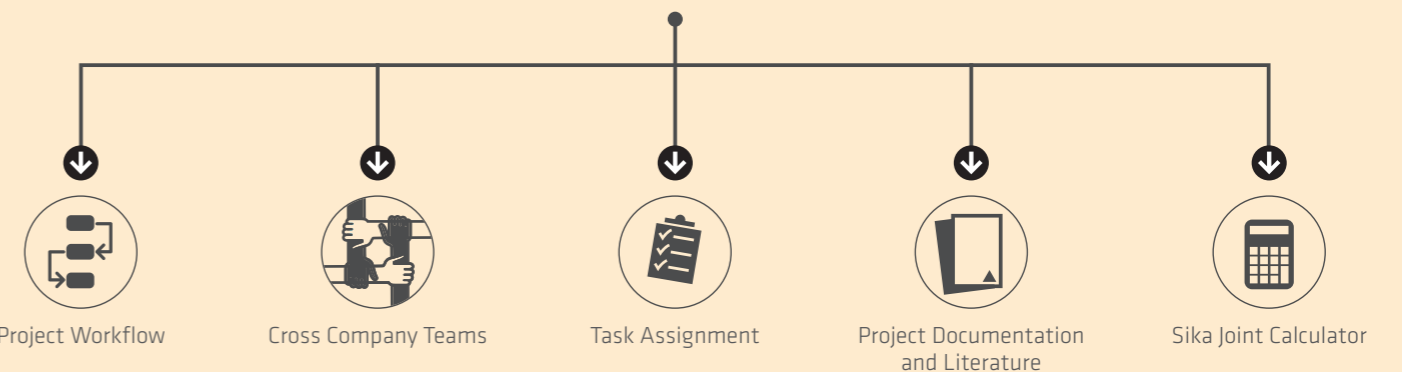 Project Workflow
Cross Company Teams
Task Assignment
Project Documentation
and Literature
Sika Joint Calculator